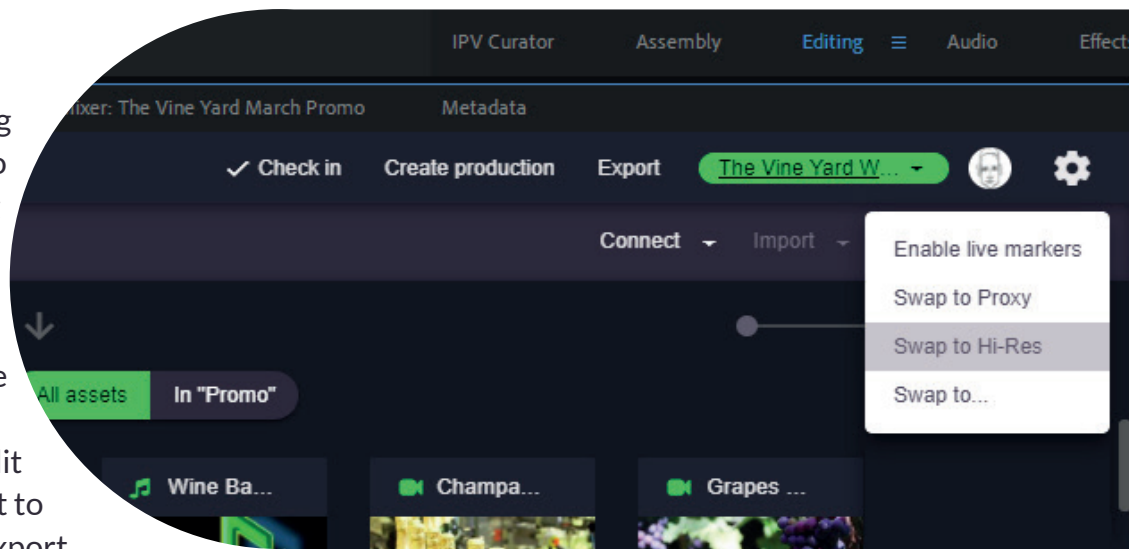 IPV Curator Assembly Editing Audio
The Vine Yard March Promo Metadata
Check in Create production Export The Vine Yard W...
Connect Import
Enable live markers
Swap to Proxy
Swap to Hi-Res
Swap to...
All assets In "Promo"
Wine Ba... Champa... Grapes ...
to